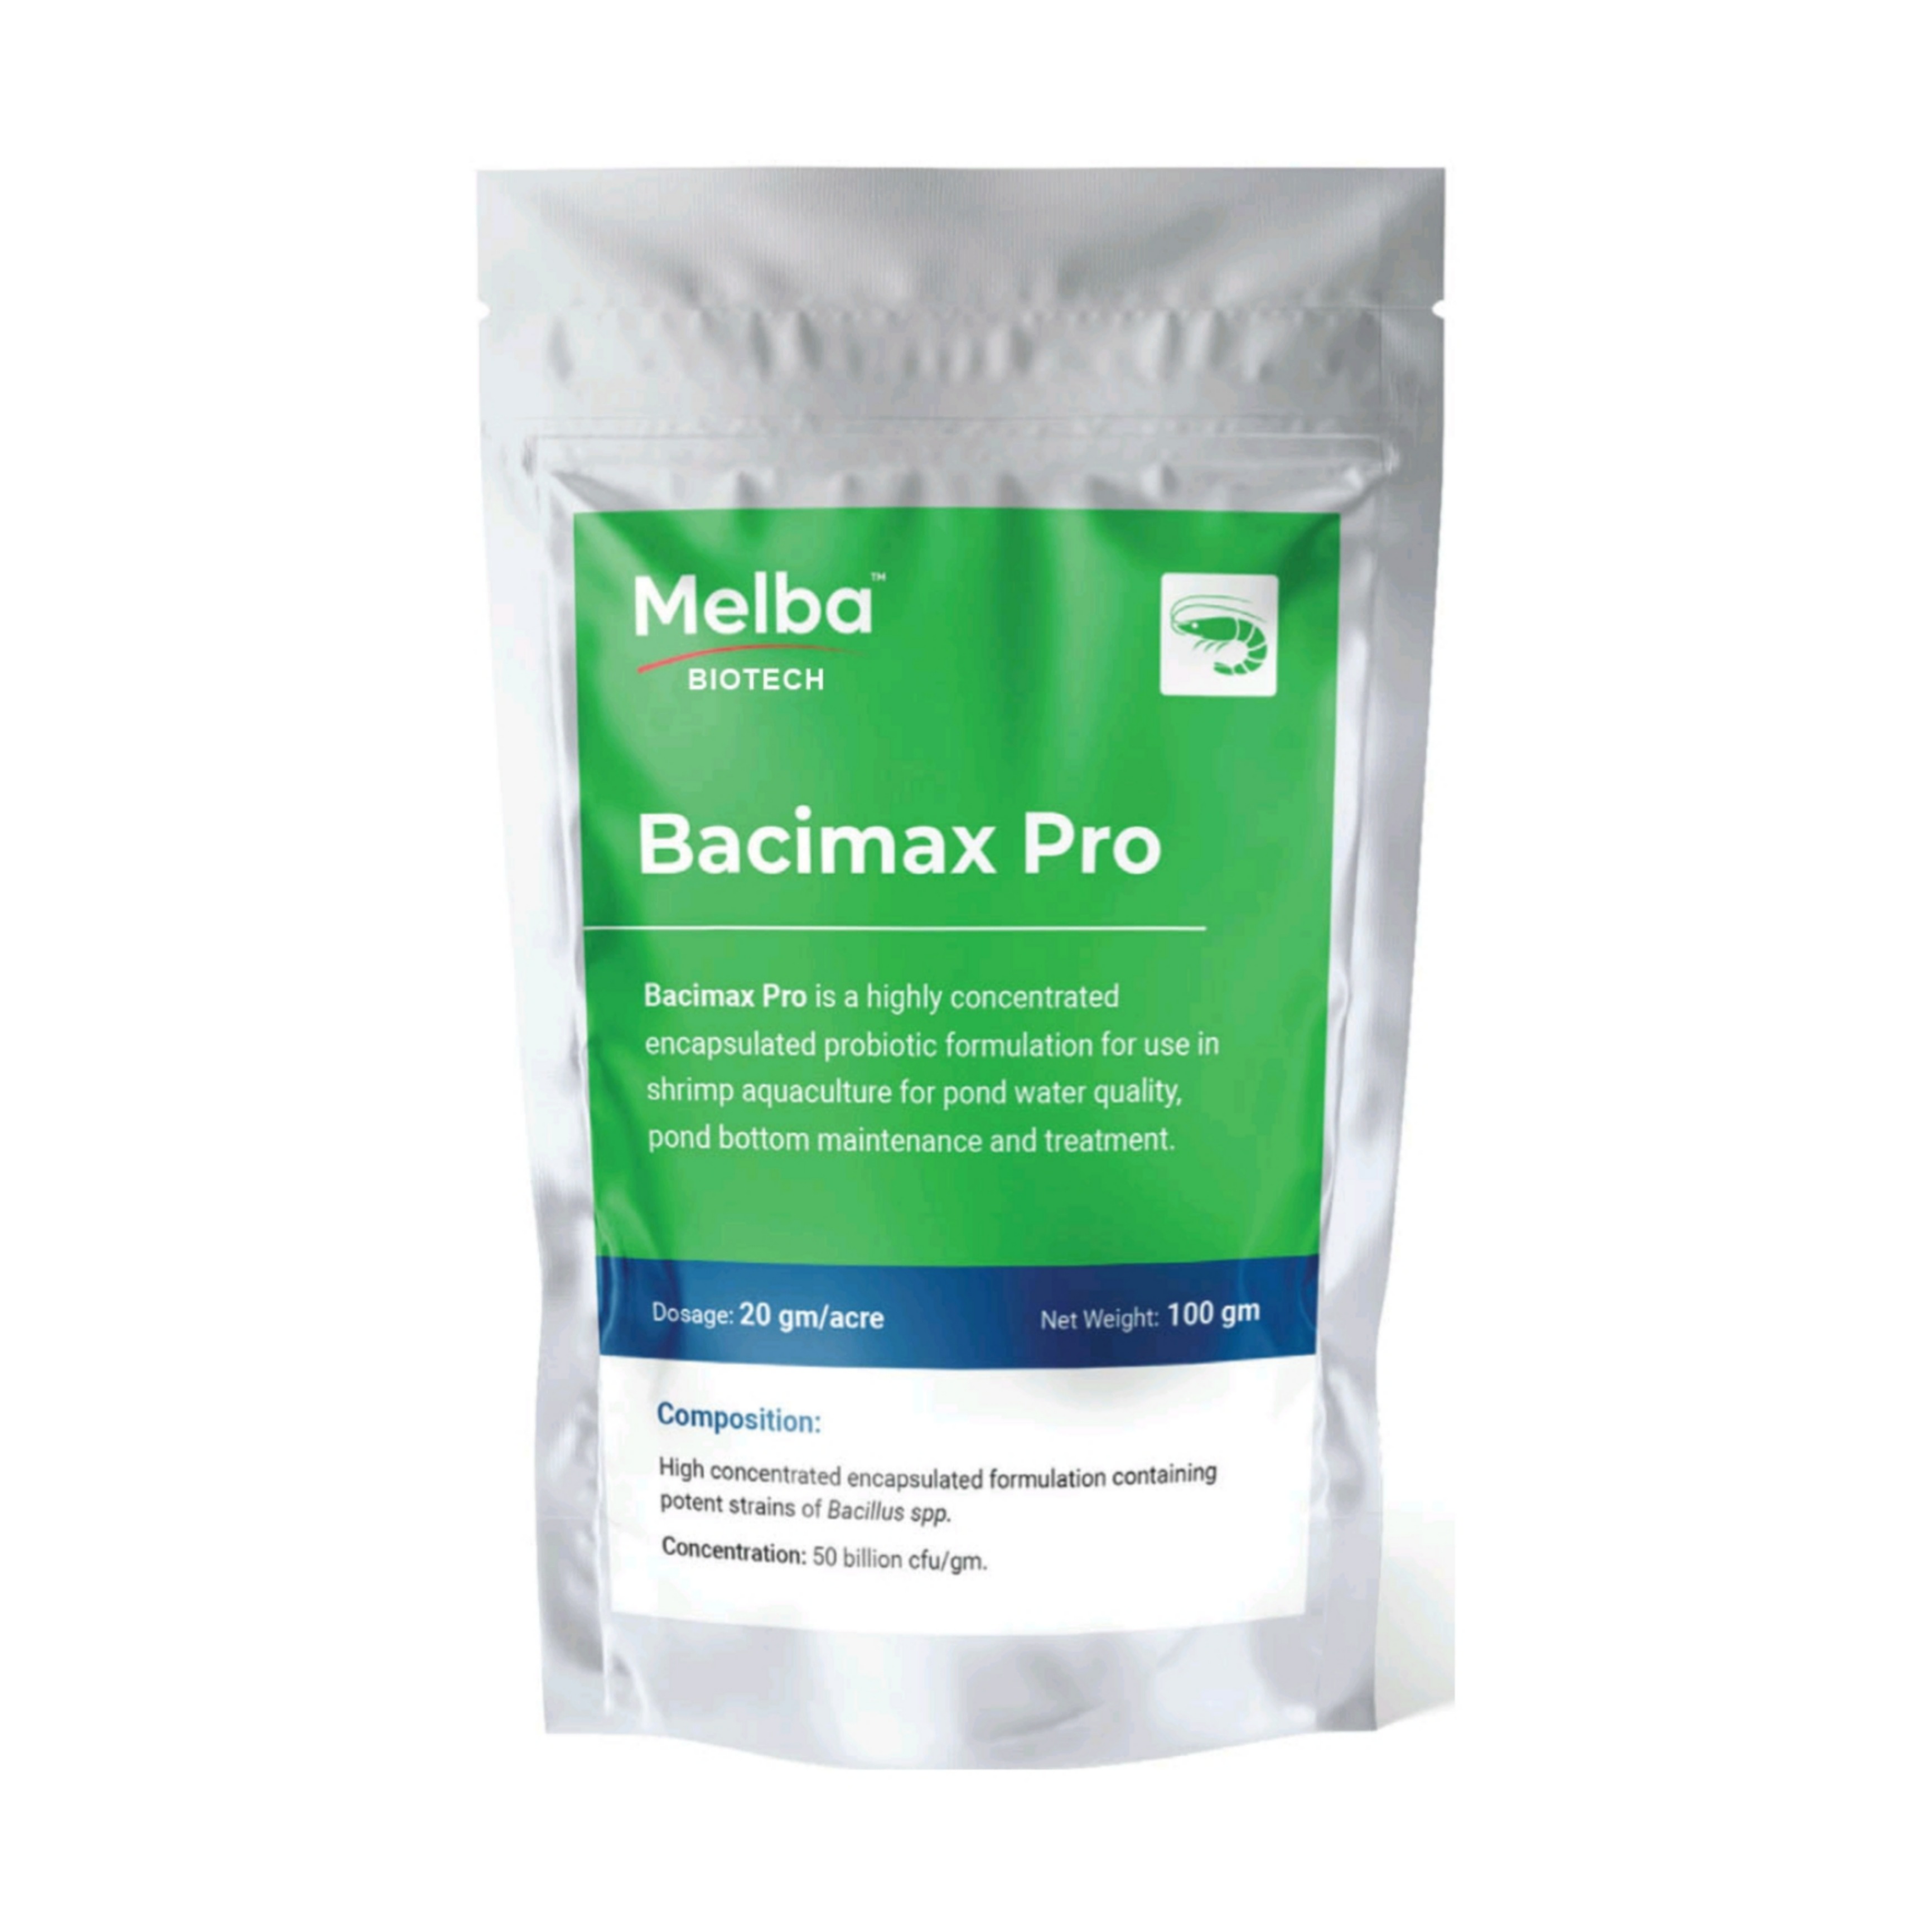 Melba™
BIOTECH
Bacimax Pro
Bacimax Pro is a highly concentrated
encapsulated probiotic formulation for use in
shrimp aquaculture for pond water quality,
pond bottom maintenance and treatment.
Dosage: 20 gm/acre
Net Weight: 100 gm
Composition:
High concentrated encapsulated formulation containing
potent strains of Bacillus spp.
Concentration: 50 billion cfu/gm.